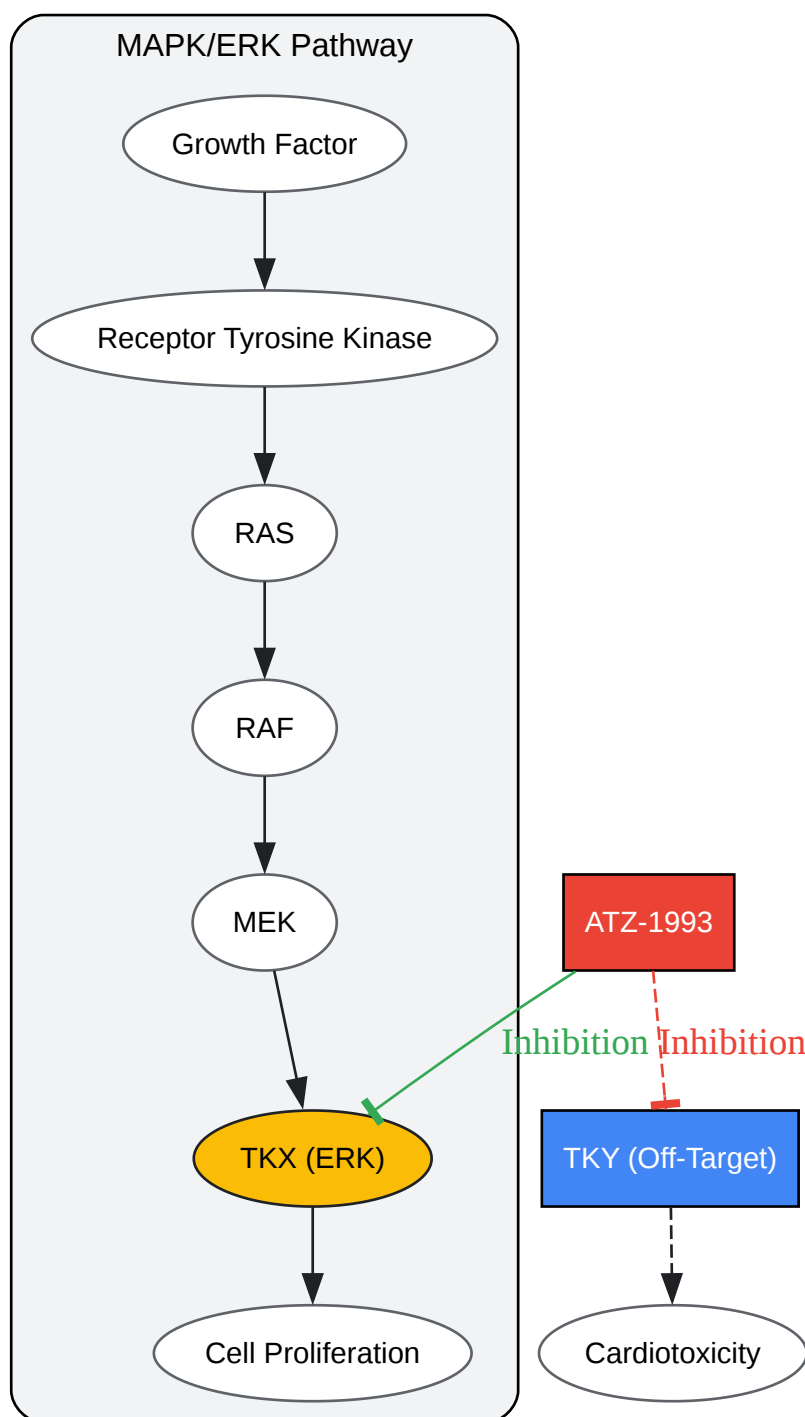 MAPK/ERK Pathway
Growth Factor
Receptor Tyrosine Kinase
RAS
RAF
MEK
ATZ-1993
Inhibition
Inhibition
TKX (ERK)
TKY (Off-Target)
Cell Proliferation
Cardiotoxicity